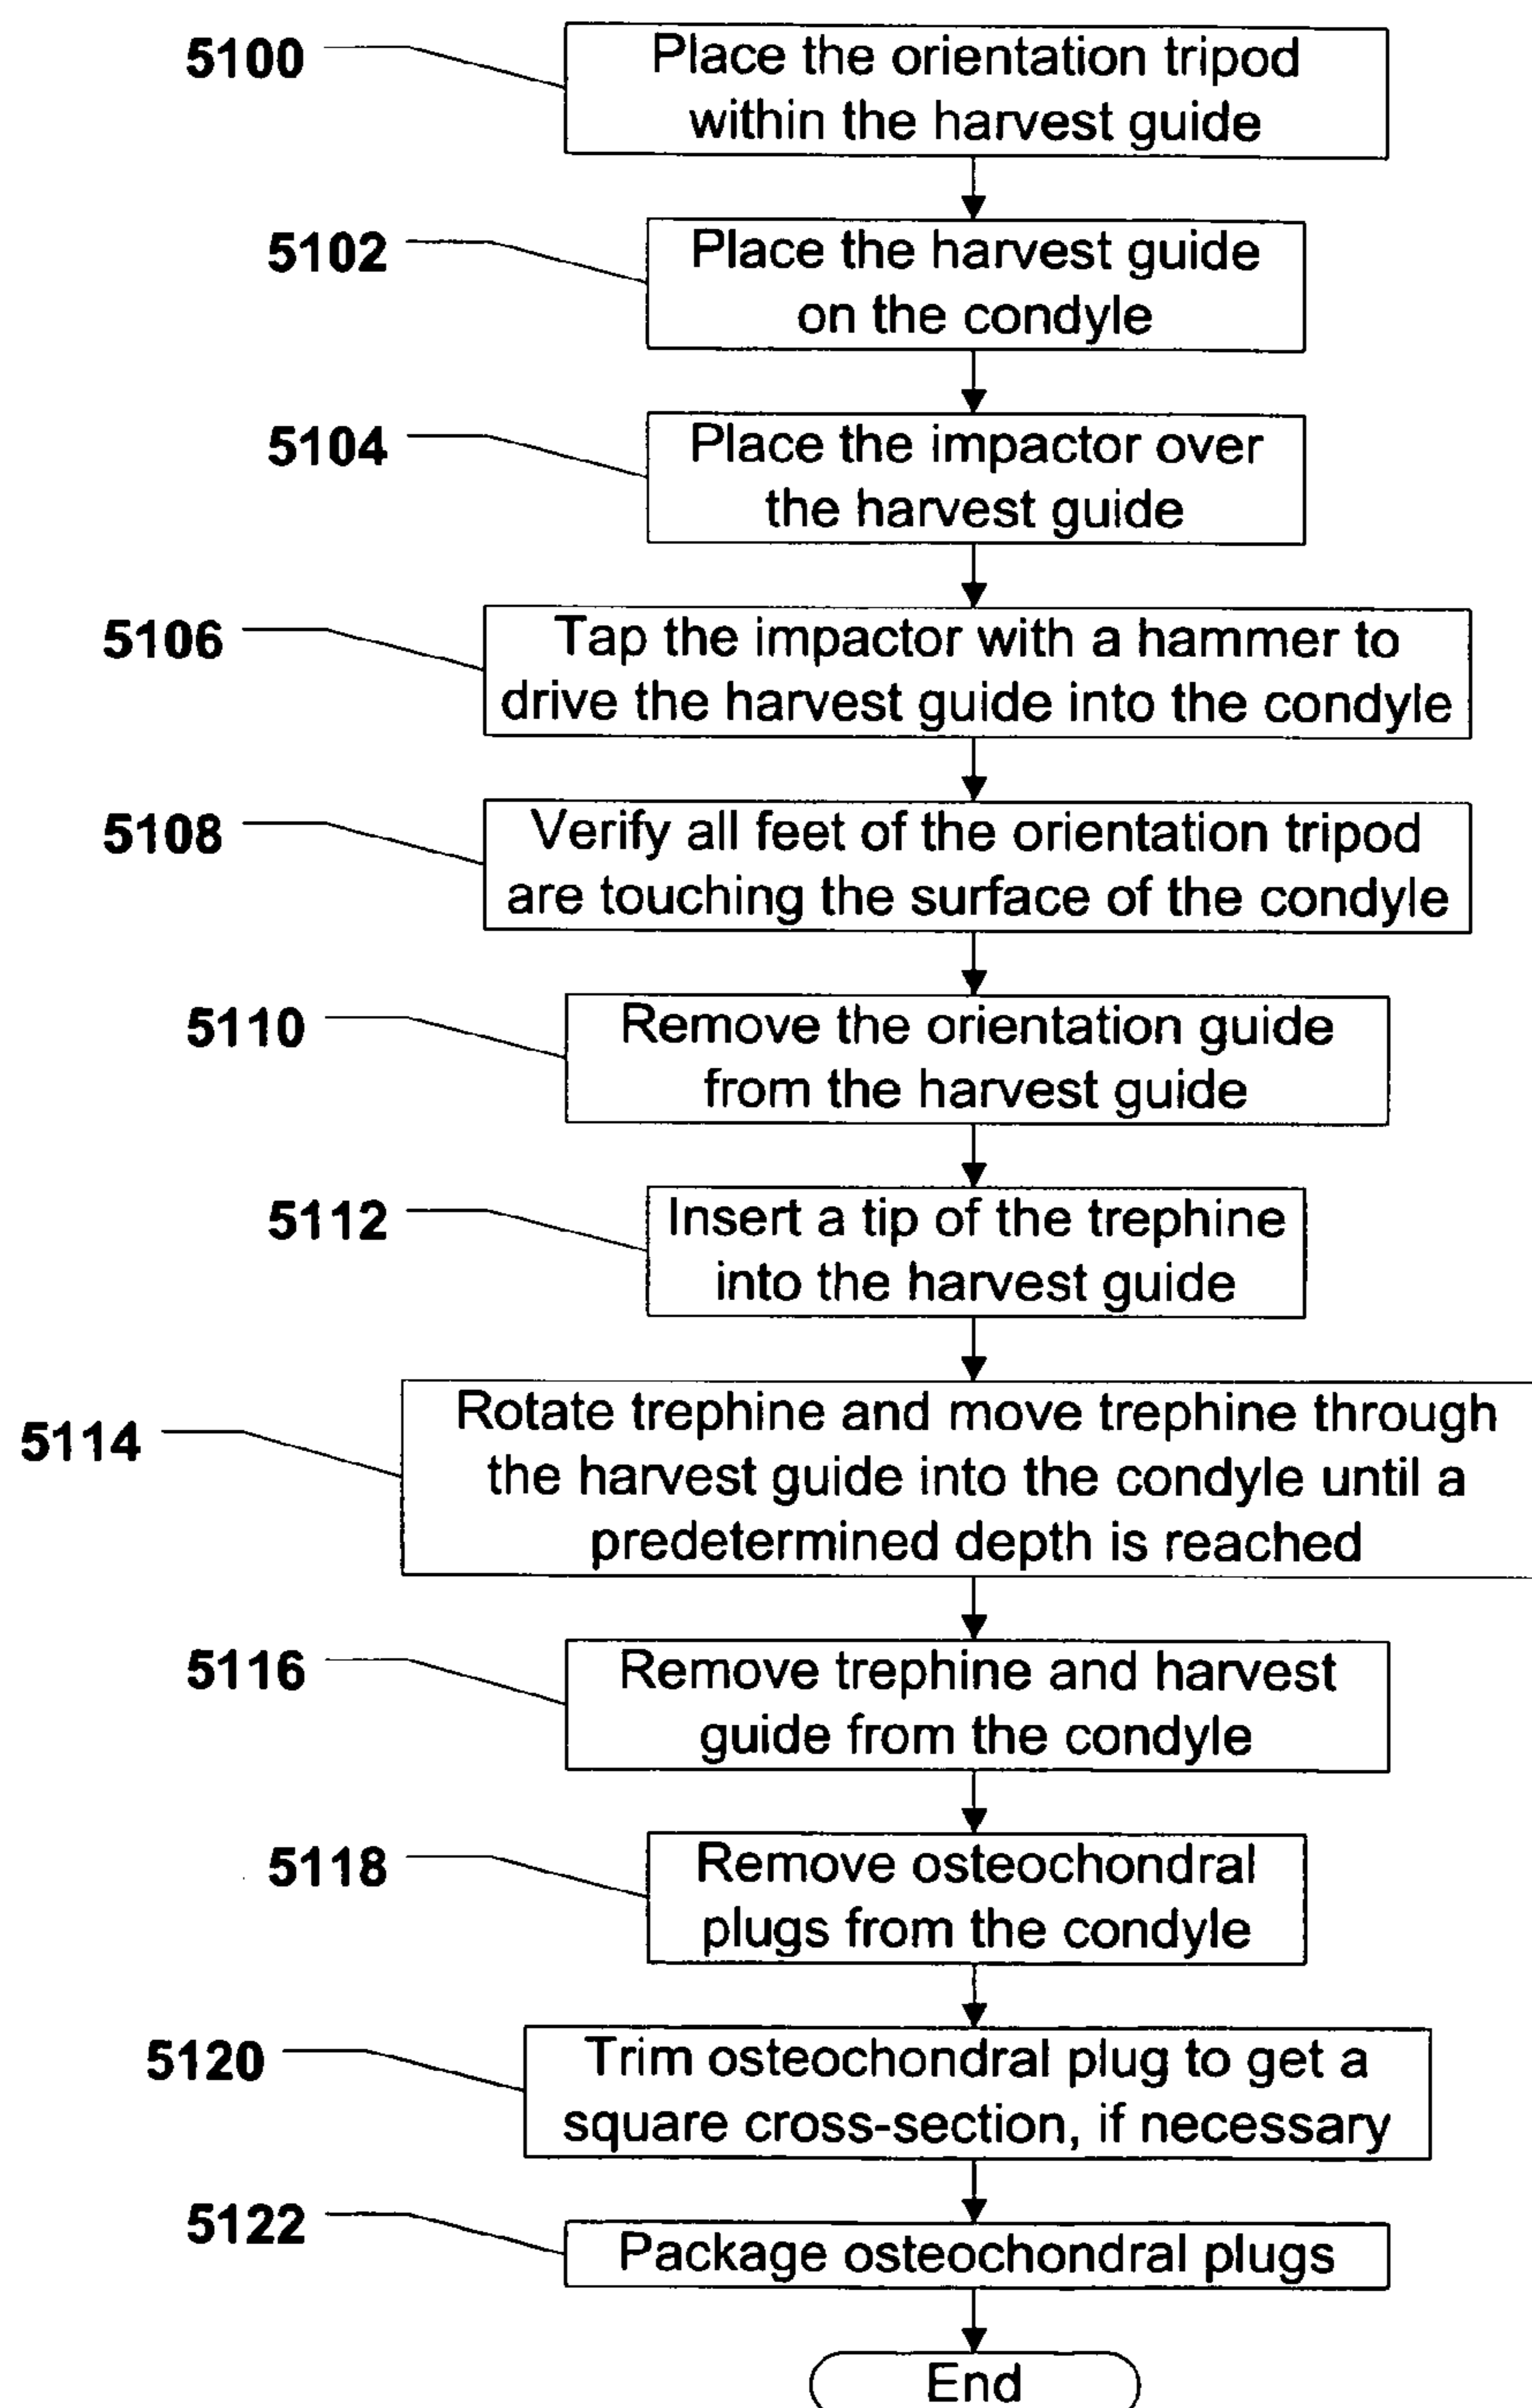 5100
Place the orientation tripod
within the harvest guide
5102
Place the harvest guide
on the condyle
5104
Place the impactor over
the harvest guide
5106
Tap the impactor with a hammer to
drive the harvest guide into the condyle
5108
Verify all feet of the orientation tripod
are touching the surface of the condyle
5110
Remove the orientation guide
from the harvest guide
5112
Insert a tip of the trephine
into the harvest guide
5114
Rotate trephine and move trephine through
the harvest guide into the condyle until a
predetermined depth is reached
5116
Remove trephine and harvest
guide from the condyle
5118
Remove osteochondral
plugs from the condyle
5120
Trim osteochondral plug to get a
square cross-section, if necessary
5122
Package osteochondral plugs
End